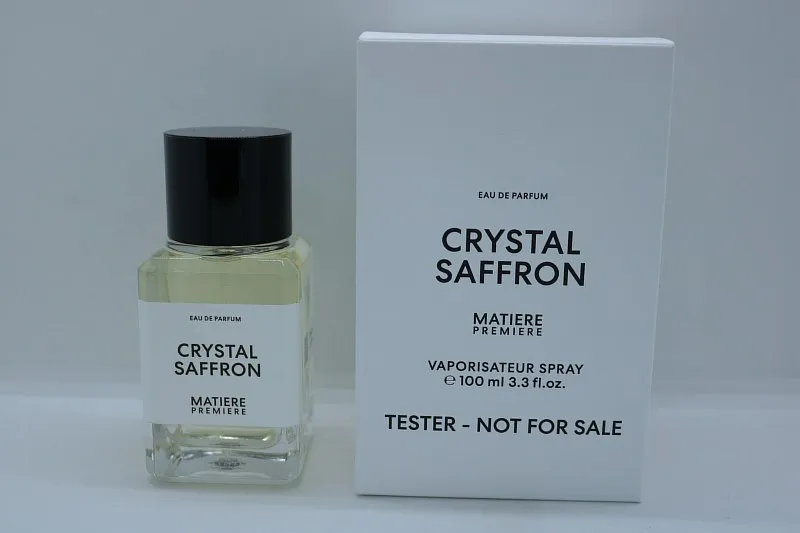 EAU DE PARFUM
CRYSTAL
SAFFRON
MATIERE
PREMIERE
EAU DE PARFUM
CRYSTAL
SAFFRON
MATIERE
PREMIERE
VAPORISATEUR SPRAY
℮ 100 ml 3.3 fl.oz.
TESTER - NOT FOR SALE